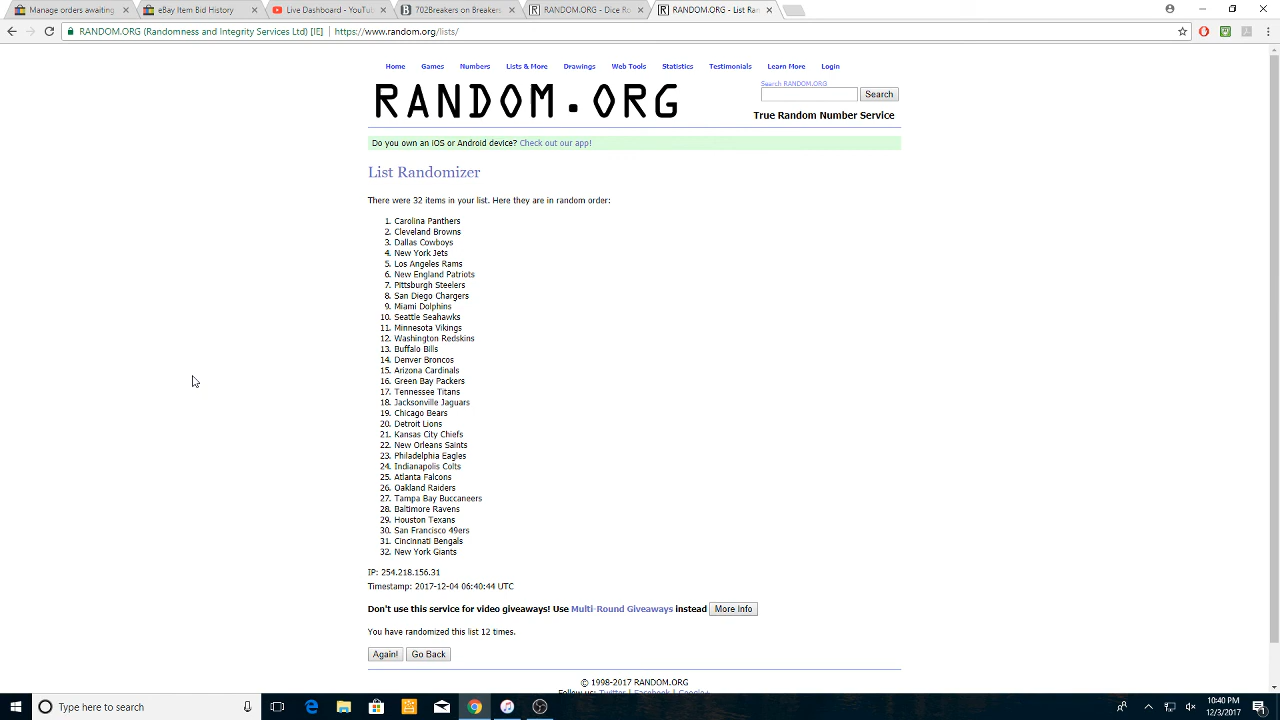 Manage orders awaiting
eBay Item Bid History
Live Dashboard - YouTub
702Breakers on Breakers
RANDOM.ORG - Dice Ro
RANDOM.ORG - List Ran
RANDOM.ORG (Randomness and Integrity Services Ltd) [IE]
https://www.random.org/lists/
Home Games Numbers Lists & More Drawings Web Tools Statistics Testimonials Learn More Login
Search RANDOM.ORG
RANDOM.ORG
Search
True Random Number Service
Do you own an iOS or Android device? Check out our app!
List Randomizer
There were 32 items in your list. Here they are in random order:
1. Carolina Panthers
2. Cleveland Browns
3. Dallas Cowboys
4. New York Jets
5. Los Angeles Rams
6. New England Patriots
7. Pittsburgh Steelers
8. San Diego Chargers
9. Miami Dolphins
10. Seattle Seahawks
11. Minnesota Vikings
12. Washington Redskins
13. Buffalo Bills
14. Denver Broncos
15. Arizona Cardinals
16. Green Bay Packers
17. Tennessee Titans
18. Jacksonville Jaguars
19. Chicago Bears
20. Detroit Lions
21. Kansas City Chiefs
22. New Orleans Saints
23. Philadelphia Eagles
24. Indianapolis Colts
25. Atlanta Falcons
26. Oakland Raiders
27. Tampa Bay Buccaneers
28. Baltimore Ravens
29. Houston Texans
30. San Francisco 49ers
31. Cincinnati Bengals
32. New York Giants
IP: 254.218.156.31
Timestamp: 2017-12-04 06:40:44 UTC
Don't use this service for video giveaways! Use Multi-Round Giveaways instead More Info
You have randomized this list 12 times.
Again! Go Back
© 1998-2017 RANDOM.ORG
Follow us: Twitter | Facebook | Google+
Type here to search
10:40 PM
12/3/2017